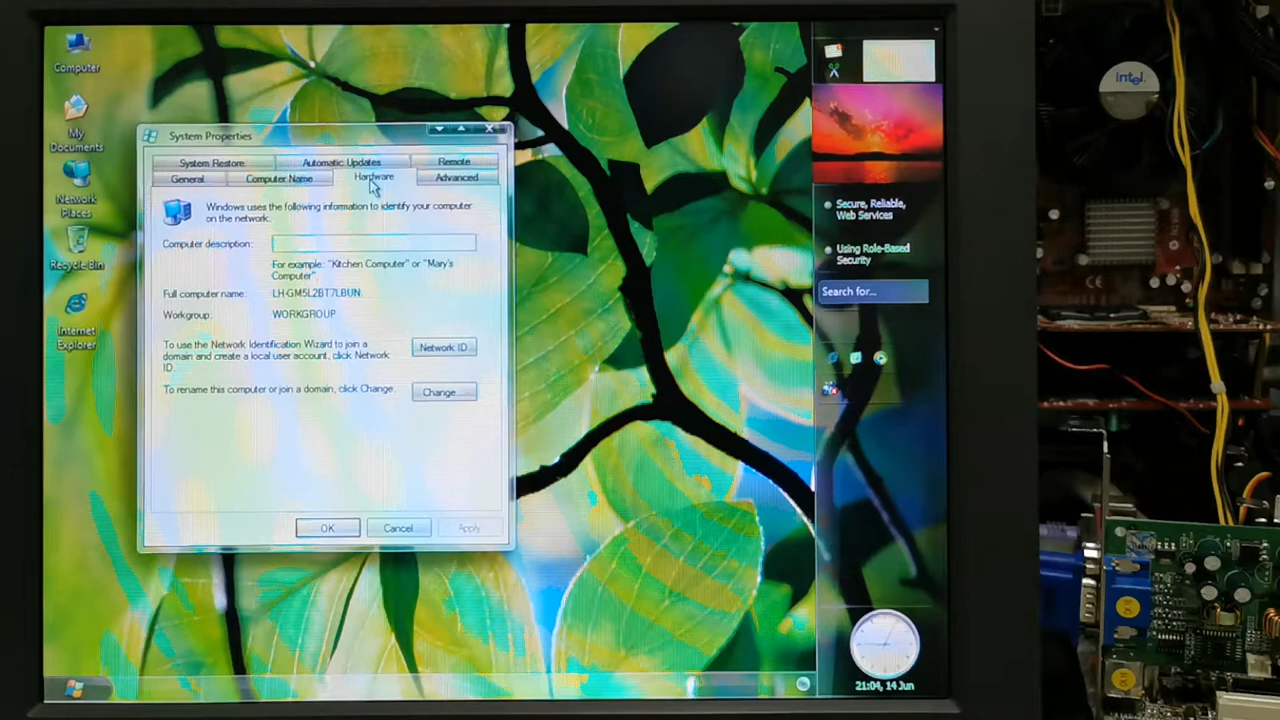 Computer
My
Documents
Network
Places
Recycle Bin
Internet
Explorer
System Properties
System Restore
Automatic Updates
Remote
General
Computer Name
Hardware
Advanced
Windows uses the following information to identify your computer
on the network.
Computer description:
For example: "Kitchen Computer" or "Mary's
Computer".
Full computer name:
LH-GM5L2BT7LBUN
Workgroup:
WORKGROUP
To use the Network Identification Wizard to join a
domain and create a local user account, click Network
ID.
Network ID
To rename this computer or join a domain, click Change.
Change...
OK
Cancel
Apply
Secure, Reliable,
Web Services
Using Role-Based
Security
Search for...
21:04, 14 Jun
intel.